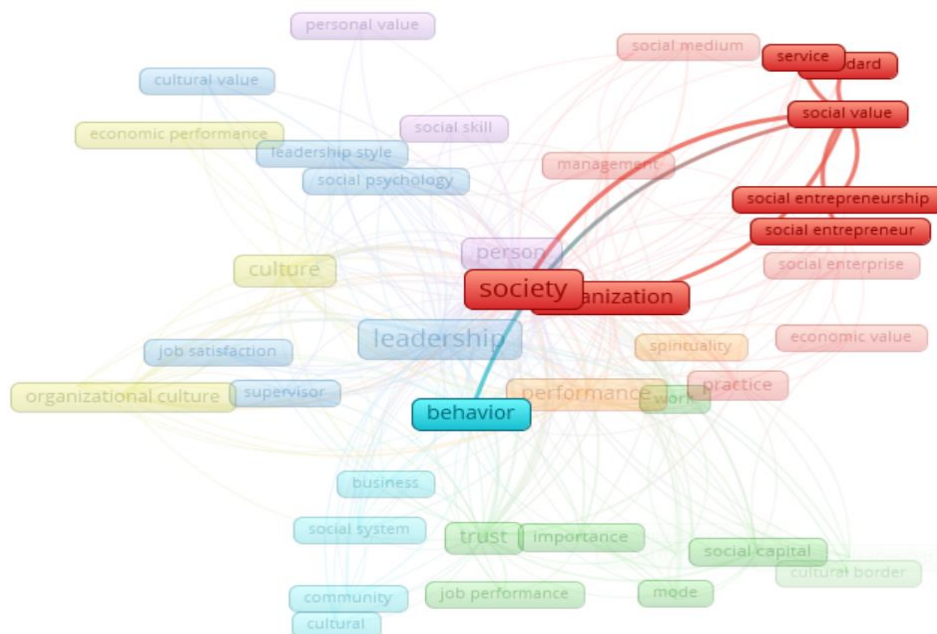 personal value
social medium
service
dard
cultural value
social value
economic performance
social skill
leadership style
management
social psychology
social entrepreneurship
social entrepreneur
person
social enterprise
culture
society
anization
leadership
economic value
spirituality
job satisfaction
practice
organizational culture
supervisor
performance
work
behavior
business
social system
trust
importance
social capital
cultural border
community
job performance
mode
cultural